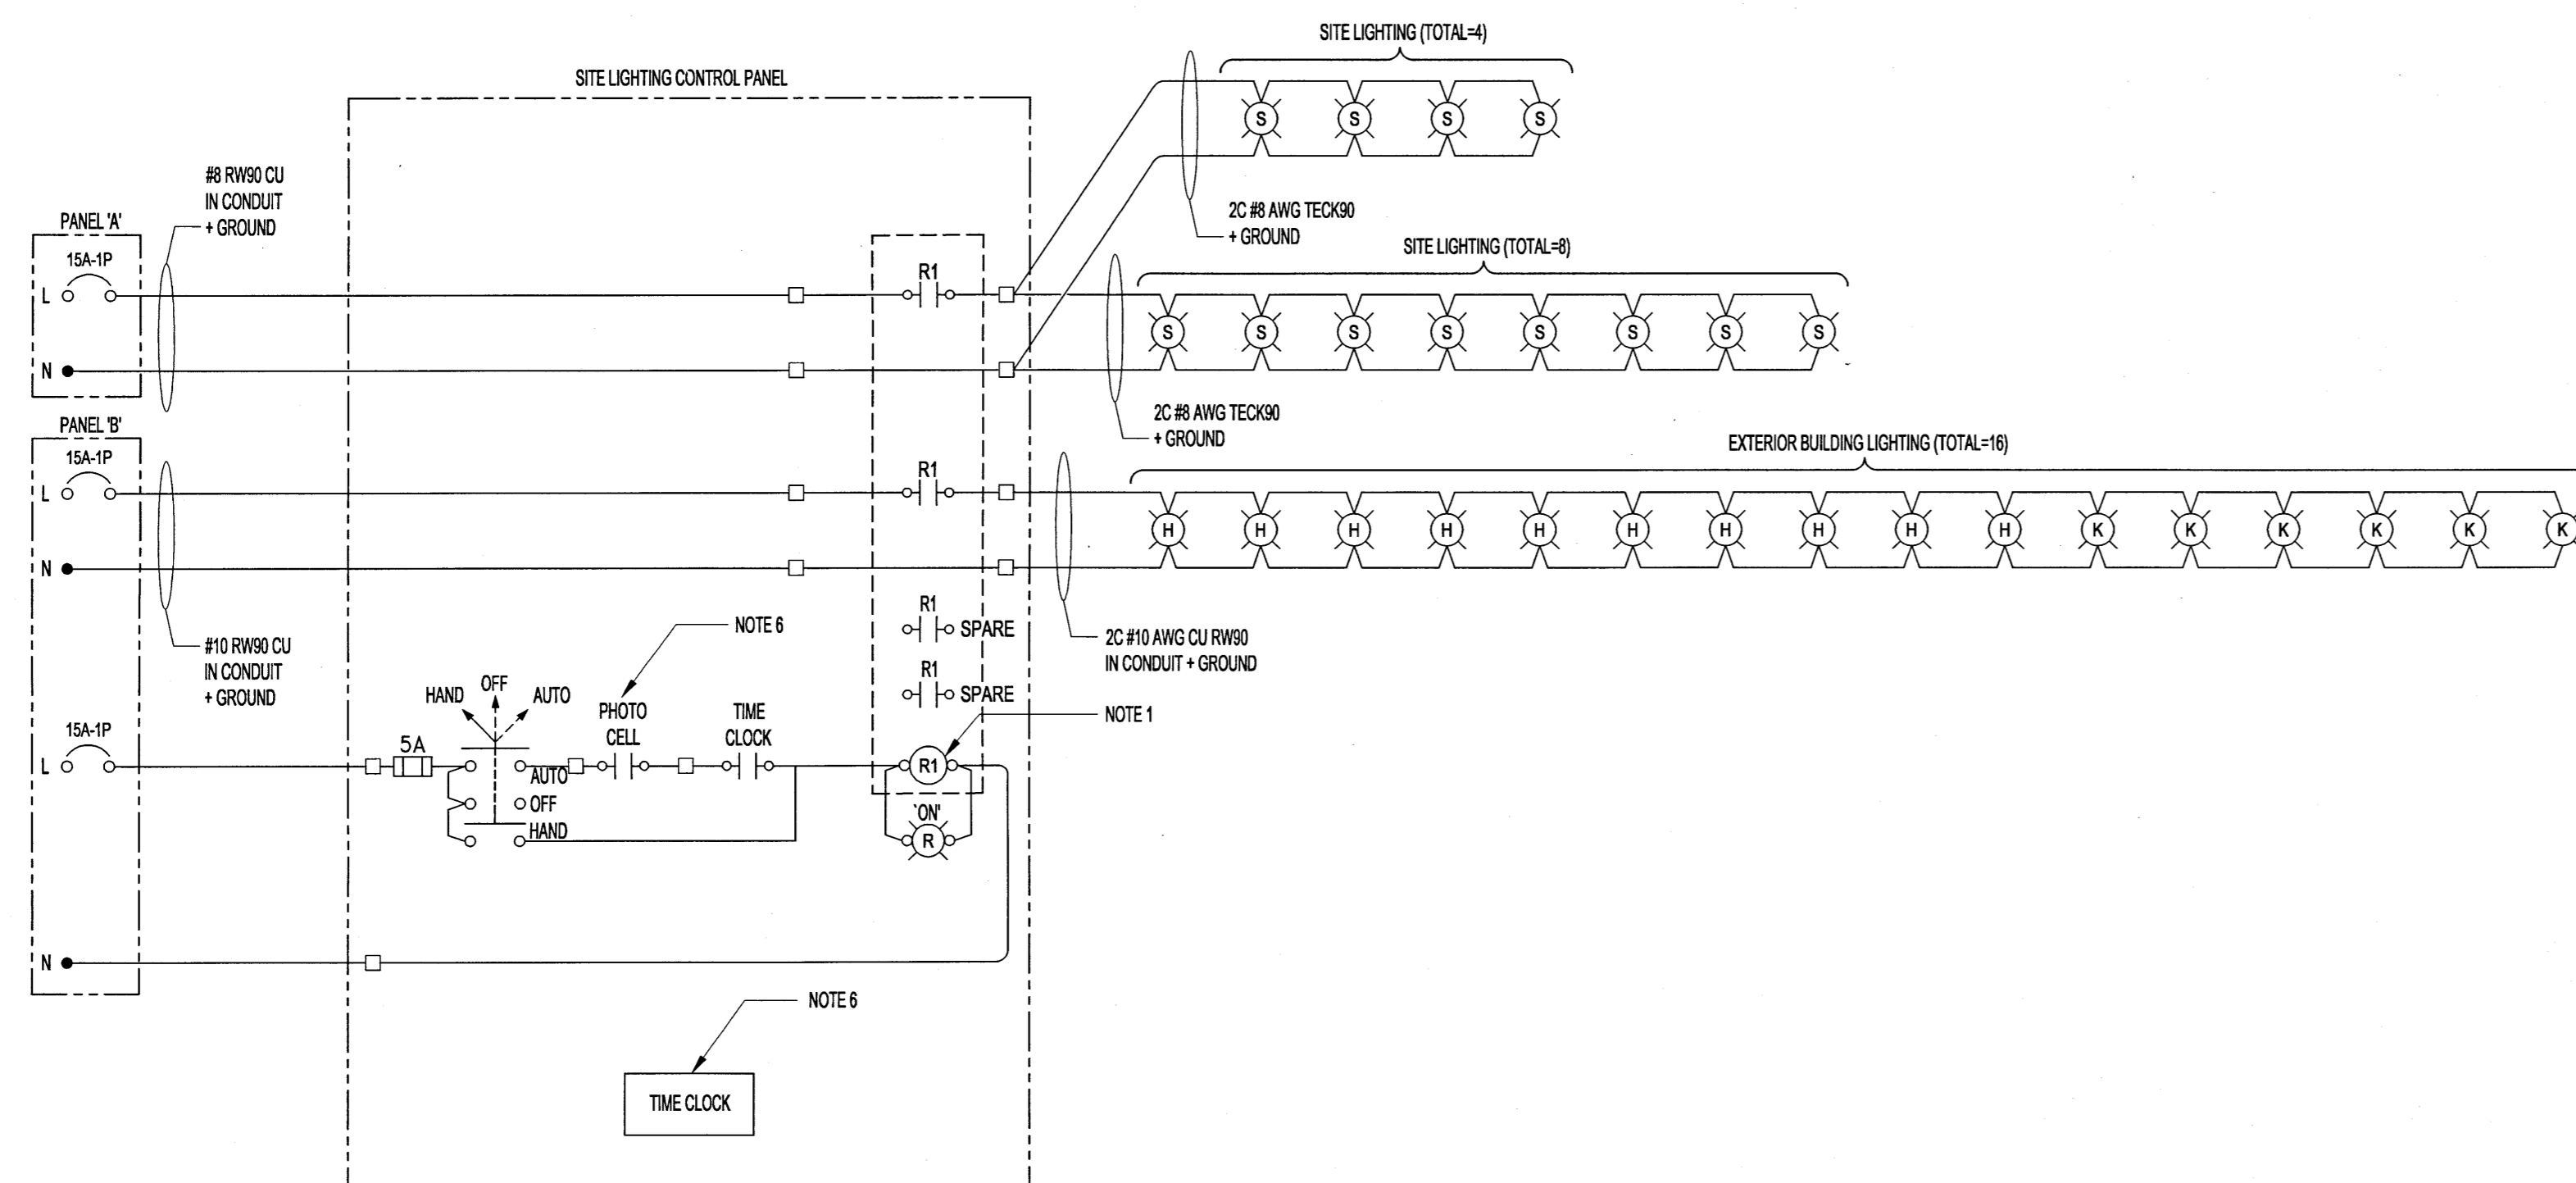 SITE LIGHTING (TOTAL=4)
SITE LIGHTING CONTROL PANEL
S S S S
#8 RW90 CU
IN CONDUIT
+ GROUND
2C #8 AWG TECK90
+ GROUND
PANEL 'A'
15A-1P
L
N
R1
SITE LIGHTING (TOTAL=8)
S S S S S S S S
2C #8 AWG TECK90
+ GROUND
PANEL 'B'
15A-1P
L
N
R1
EXTERIOR BUILDING LIGHTING (TOTAL=16)
H H H H H H H H H H K K K K K K
#10 RW90 CU
IN CONDUIT
+ GROUND
2C #10 AWG CU RW90
IN CONDUIT + GROUND
R1
SPARE
R1
SPARE
NOTE 6
NOTE 1
HAND
OFF
AUTO
PHOTO
CELL
TIME
CLOCK
15A-1P
L
5A
AUTO
OFF
HAND
R1
'ON'
R
N
NOTE 6
TIME CLOCK